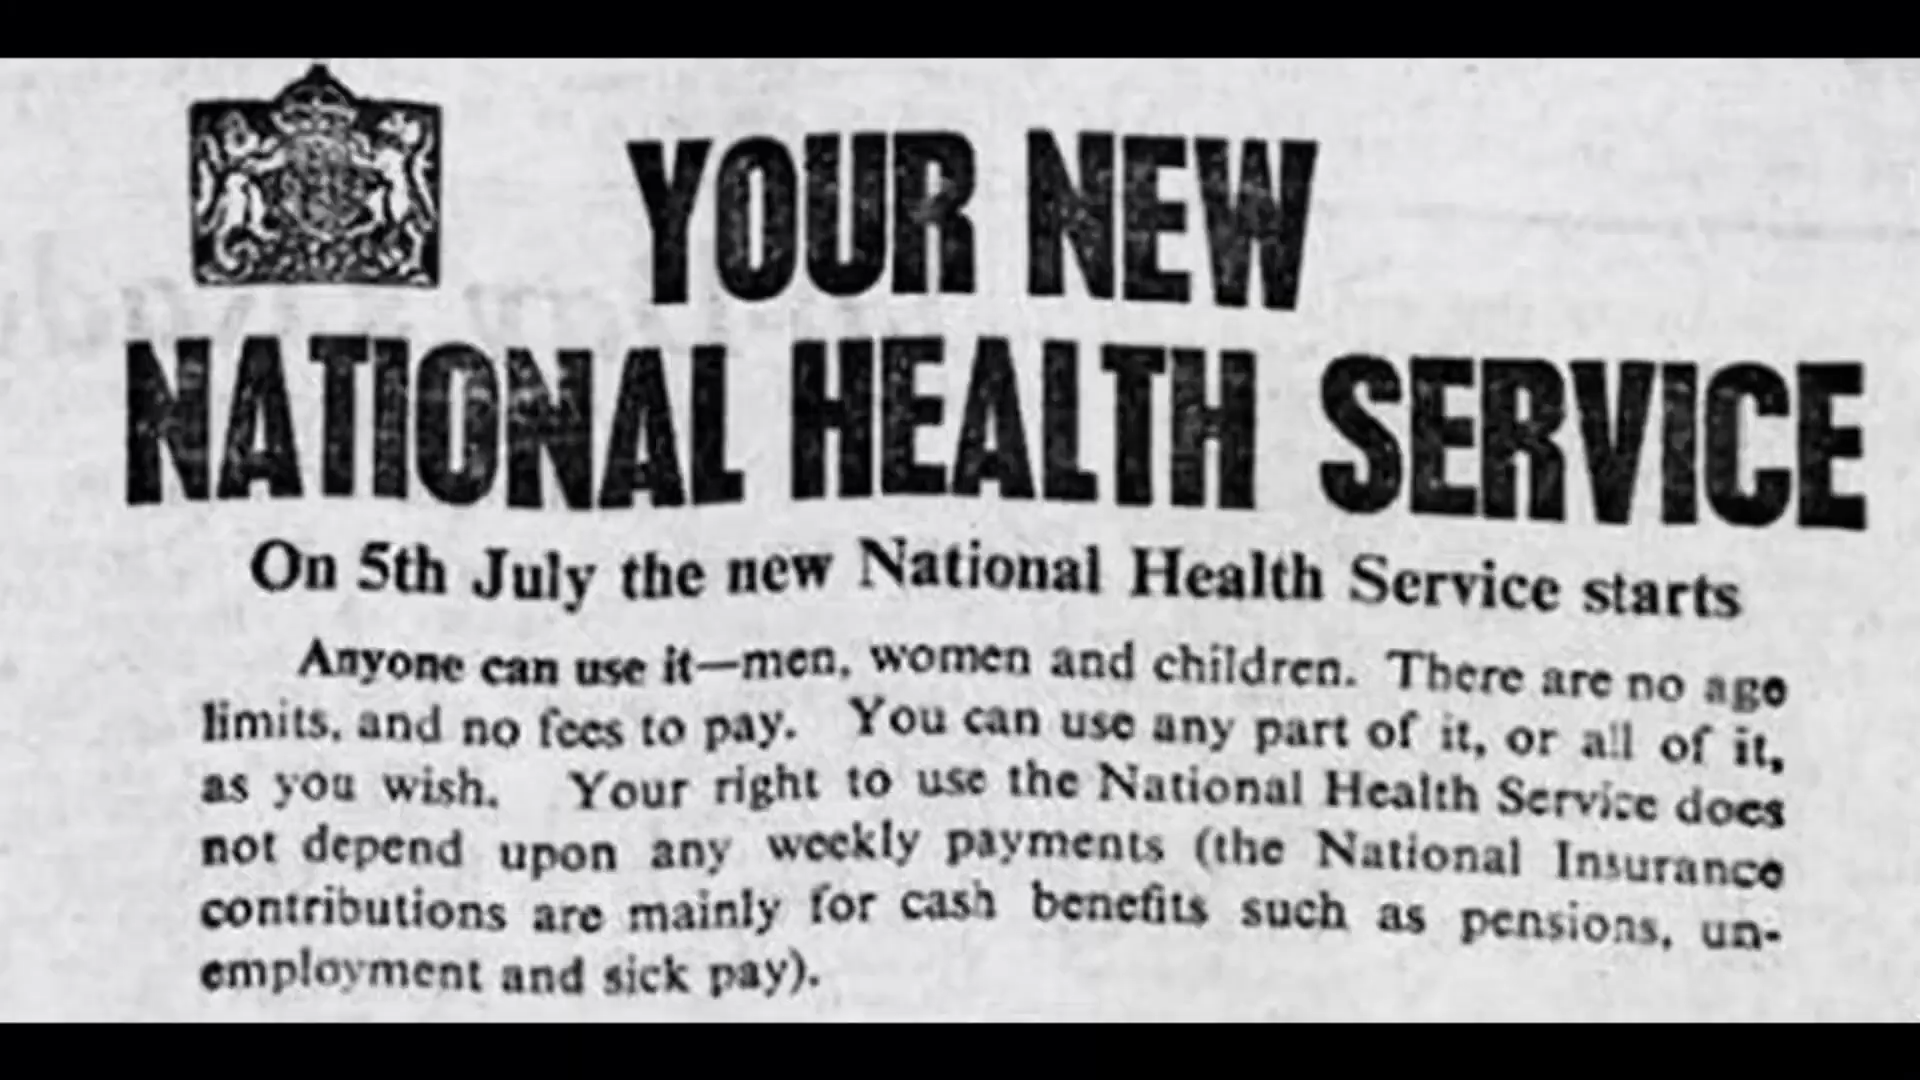 YOUR NEW
NATIONAL HEALTH SERVICE
On 5th July the new National Health Service starts
Anyone can use it—men, women and children. There are no age
limits, and no fees to pay. You can use any part of it, or all of it,
as you wish. Your right to use the National Health Service does
not depend upon any weekly payments (the National Insurance
contributions are mainly for cash benefits such as pensions, un-
employment and sick pay).